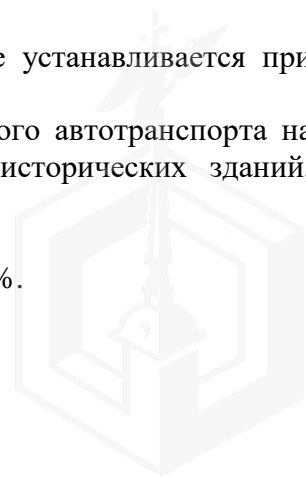 е устанавливается при
ого автотранспорта на
исторических зданий,
%.